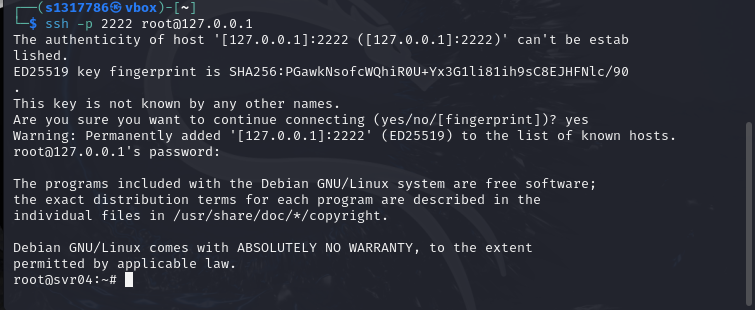 ┌──(s1317786㉿vbox)-[~]
└─$ ssh -p 2222 root@127.0.0.1
The authenticity of host '[127.0.0.1]:2222 ([127.0.0.1]:2222)' can't be estab
lished.
ED25519 key fingerprint is SHA256:PGawkNsofcWQhiR0U+Yx3G1li81ih9sC8EJHFNlc/90
.
This key is not known by any other names.
Are you sure you want to continue connecting (yes/no/[fingerprint])? yes
Warning: Permanently added '[127.0.0.1]:2222' (ED25519) to the list of known hosts.
root@127.0.0.1's password:
The programs included with the Debian GNU/Linux system are free software;
the exact distribution terms for each program are described in the
individual files in /usr/share/doc/*/copyright.
Debian GNU/Linux comes with ABSOLUTELY NO WARRANTY, to the extent
permitted by applicable law.
root@svr04:~#